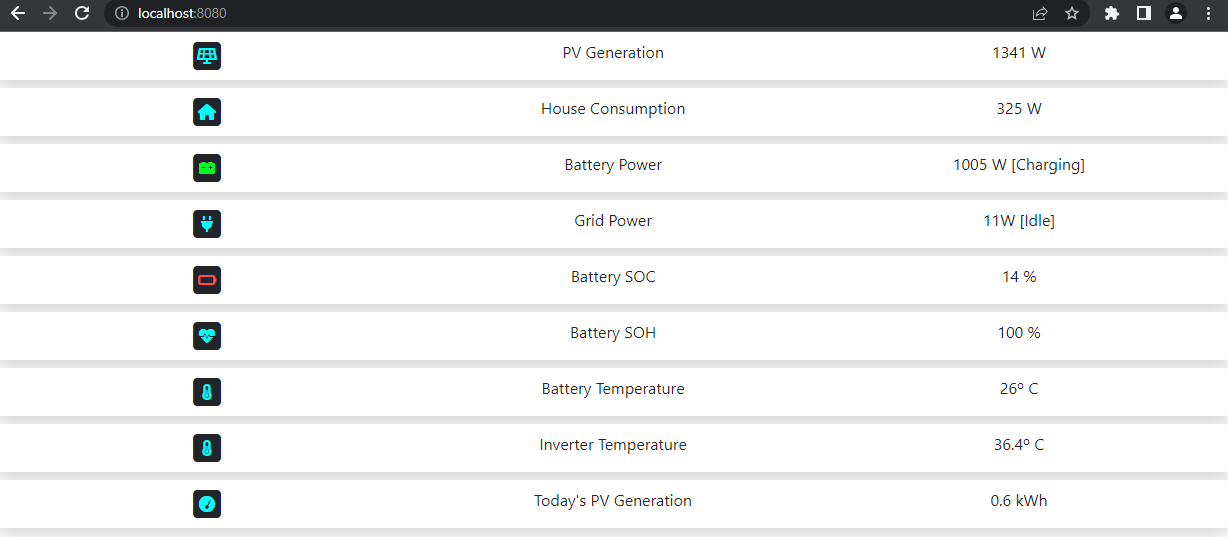 localhost:8080
PV Generation 1341 W
House Consumption 325 W
Battery Power 1005 W [Charging]
Grid Power 11W [Idle]
Battery SOC 14 %
Battery SOH 100 %
Battery Temperature 26º C
Inverter Temperature 36.4º C
Today's PV Generation 0.6 kWh